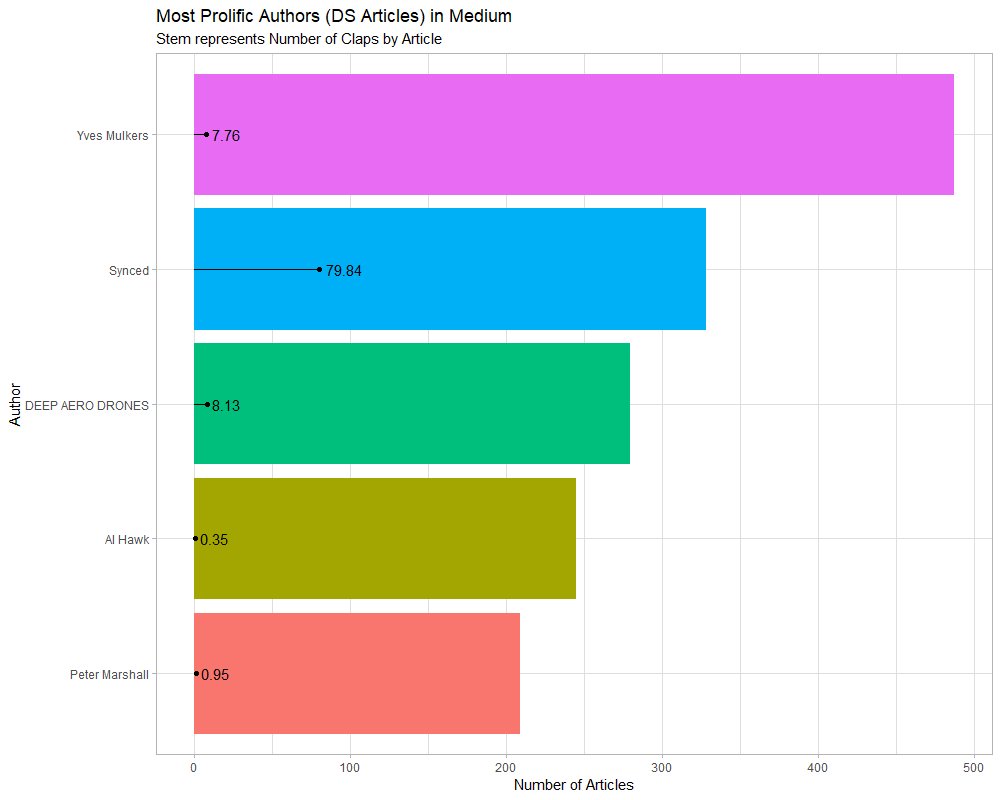 Most Prolific Authors (DS Articles) in Medium
Stem represents Number of Claps by Article
Yves Mulkers
7.76
Synced
79.84
Author
DEEP AERO DRONES
8.13
AI Hawk
0.35
Peter Marshall
0.95
0 100 200 300 400 500
Number of Articles